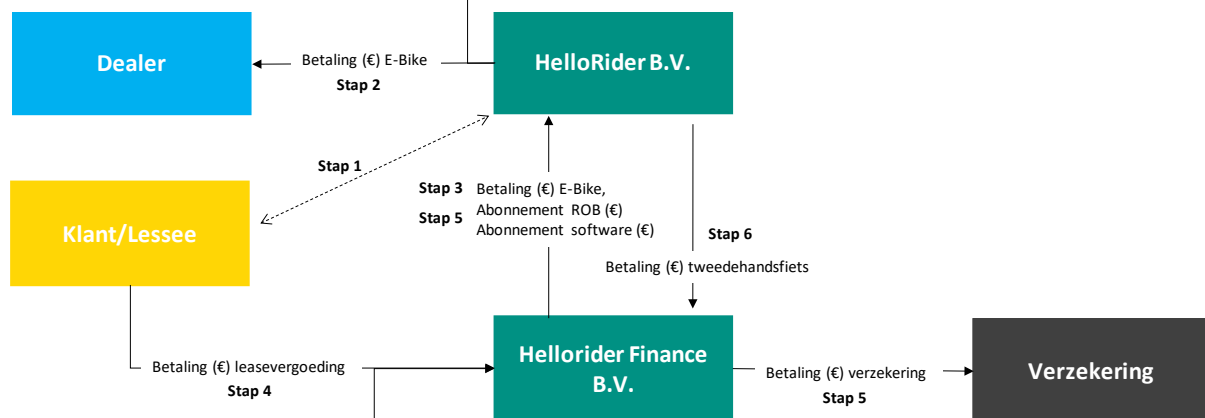 Dealer
Betaling (€) E-Bike
Stap 2
HelloRider B.V.
Stap 1
Klant/Lessee
Stap 3
Stap 5
Betaling (€) E-Bike,
Abonnement ROB (€)
Abonnement software (€)
Stap 6
Betaling (€) tweedehandsfiets
Betaling (€) leasevergoeding
Stap 4
Hellorider Finance
B.V.
Betaling (€) verzekering
Stap 5
Verzekering